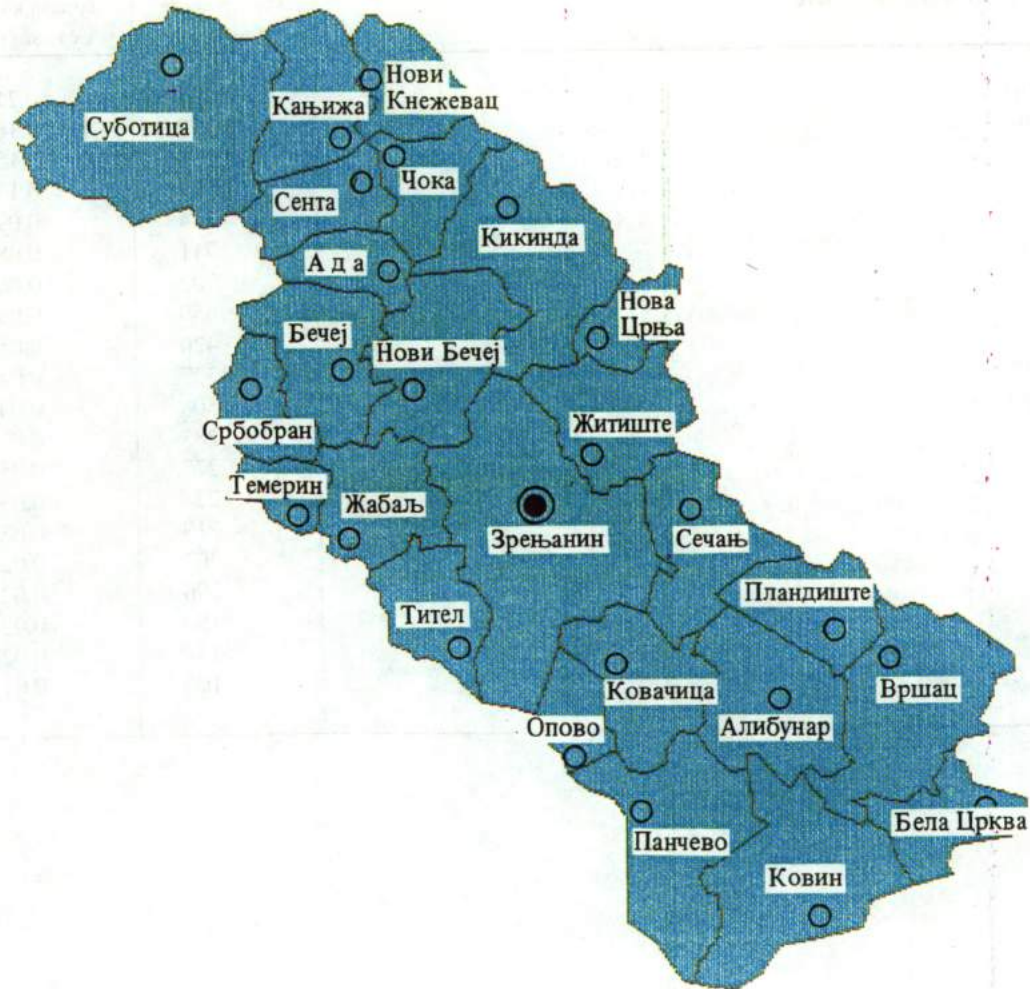 Нови
Кнежевац
Кањижа
Суботица
Чока
Сента
Кикинда
Ада
Нова
Црња
Бечеј
Нови Бечеј
Житиште
Србобран
Темерин
Жабаљ
Зрењанин
Сечањ
Пландиште
Тител
Ковачица
Вршац
Опово
Алибунар
Бела Црква
Панчево
Ковин